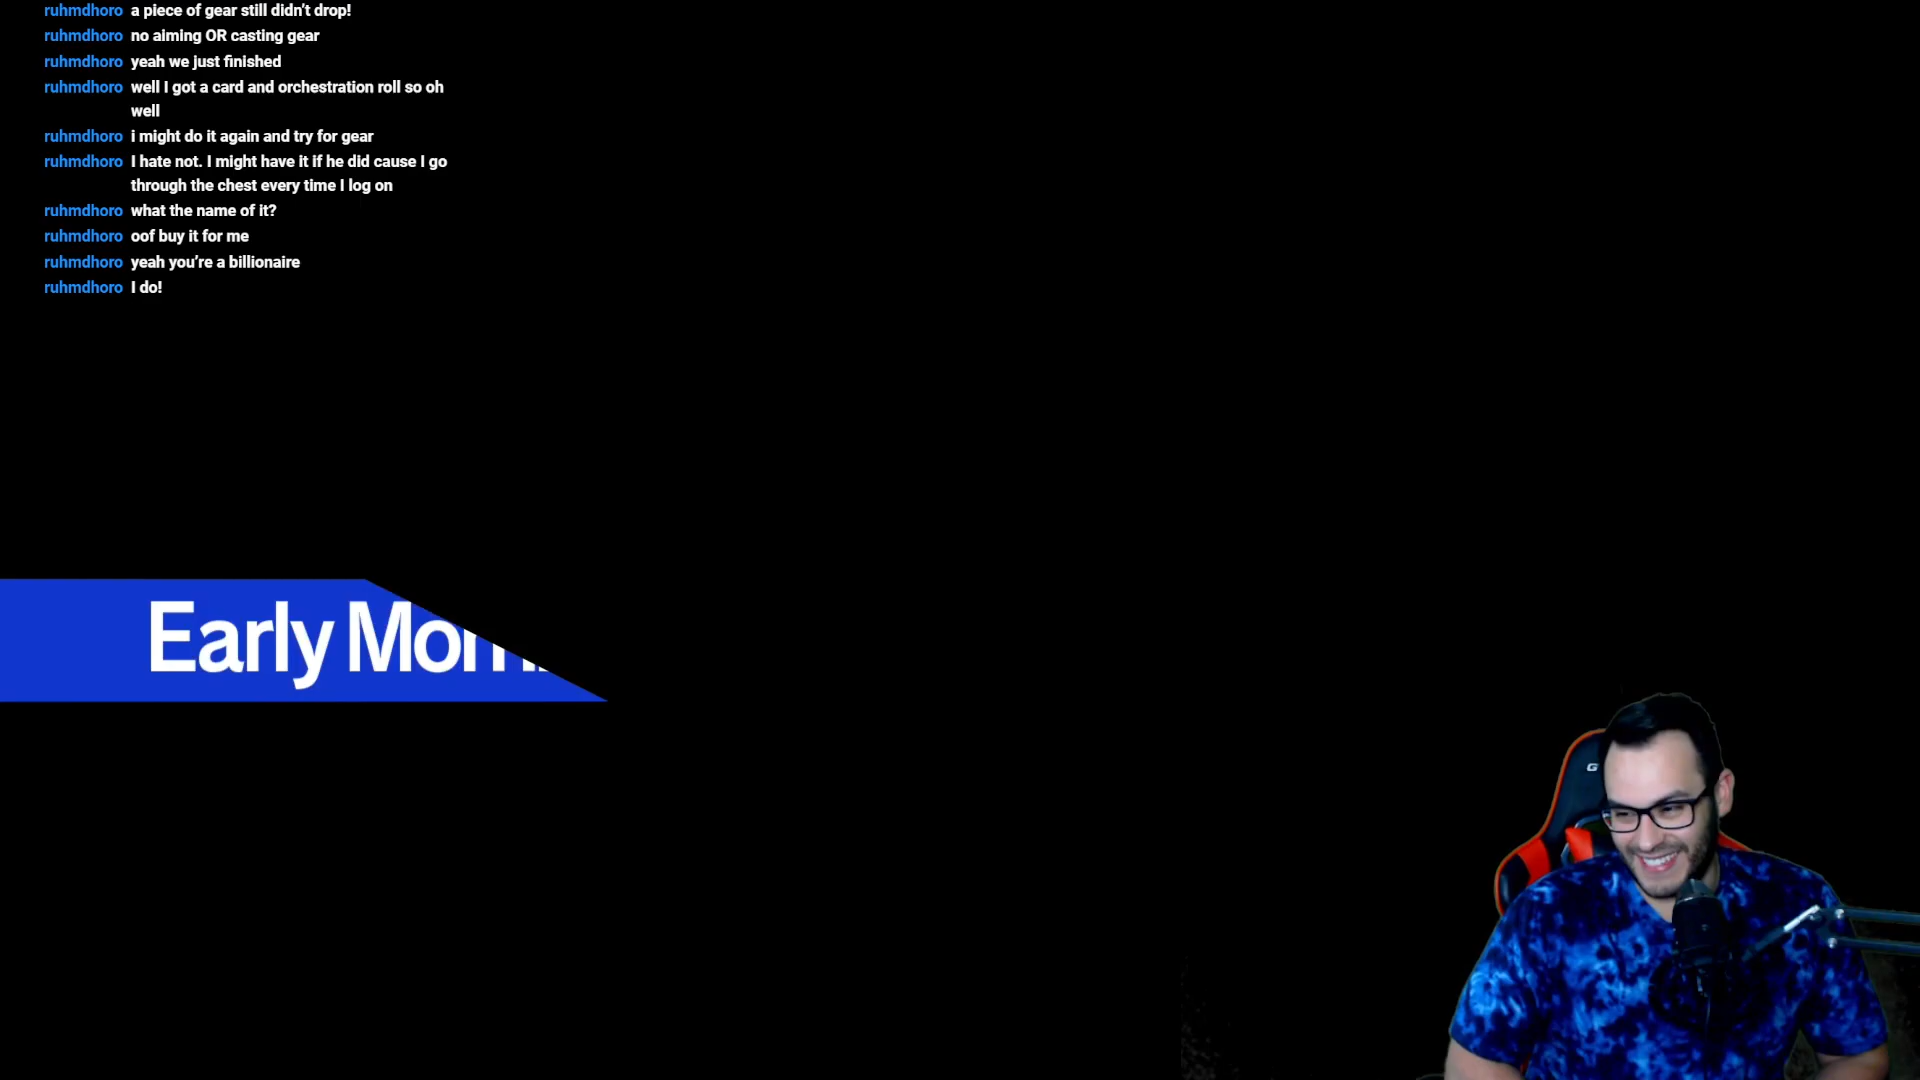 ruhmdhoro a piece of gear still didn't drop!
ruhmdhoro no aiming OR casting gear
ruhmdhoro yeah we just finished
ruhmdhoro well I got a card and orchestration roll so oh
well
ruhmdhoro i might do it again and try for gear
ruhmdhoro I hate not. I might have it if he did cause I go
through the chest every time I log on
ruhmdhoro what the name of it?
ruhmdhoro oof buy it for me
ruhmdhoro yeah you're a billionaire
ruhmdhoro I do!
Early